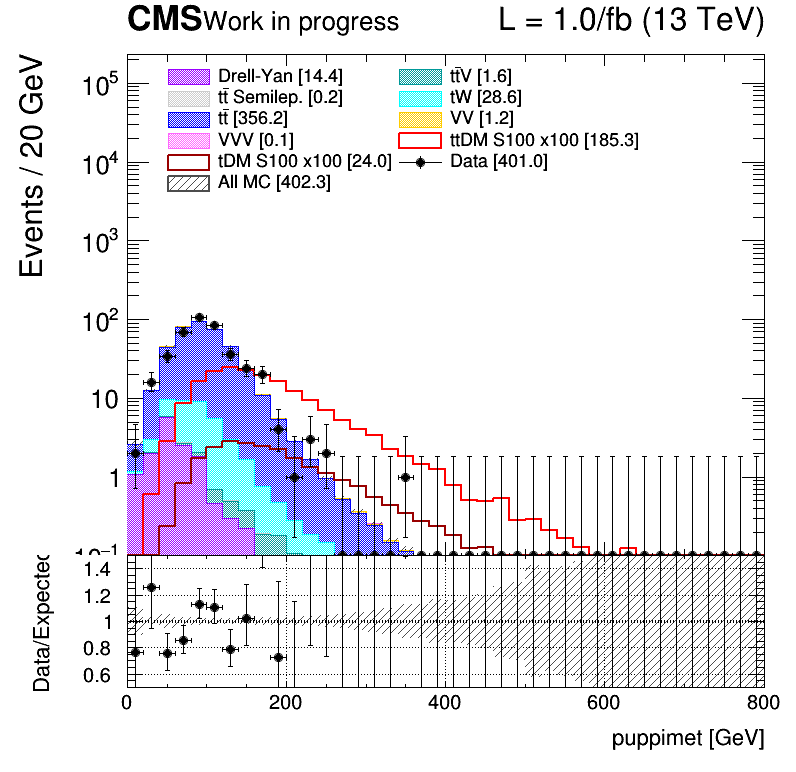 CMS Work in progress L = 1.0/fb (13 TeV)
Events / 20 GeV
Drell-Yan [14.4] tt̄V [1.6]
tt̄ Semilep. [0.2] tW [28.6]
tt̄ [356.2] VV [1.2]
VVV [0.1] ttDM S100 x100 [185.3]
tDM S100 x100 [24.0] Data [401.0]
All MC [402.3]
10⁵
10⁴
10³
10²
10
1
10⁻¹
Data/Expected
1.4
1.2
1
0.8
0.6
0 200 400 600 800
puppimet [GeV]